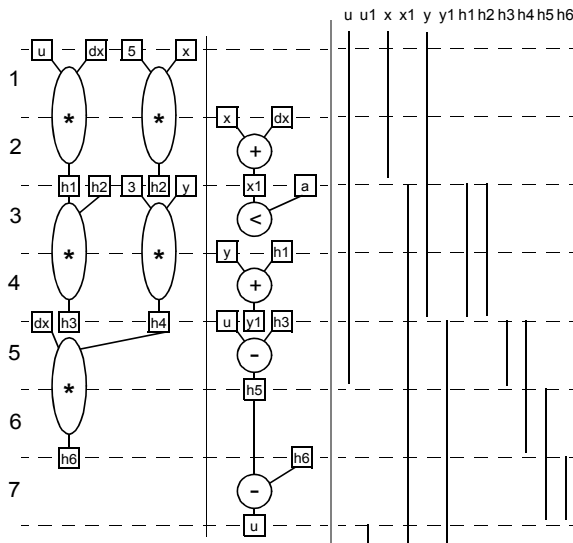 u u1 x x1 y y1 h1 h2 h3 h4 h5 h6
u dx 5 x
1
* *
x dx
2
+
h1 h2 3 h2 y x1 a
3
<
* *
y h1
4
+
dx h3 h4 u y1 h3
5
-
*
h5
6
h6 h6
7
-
u